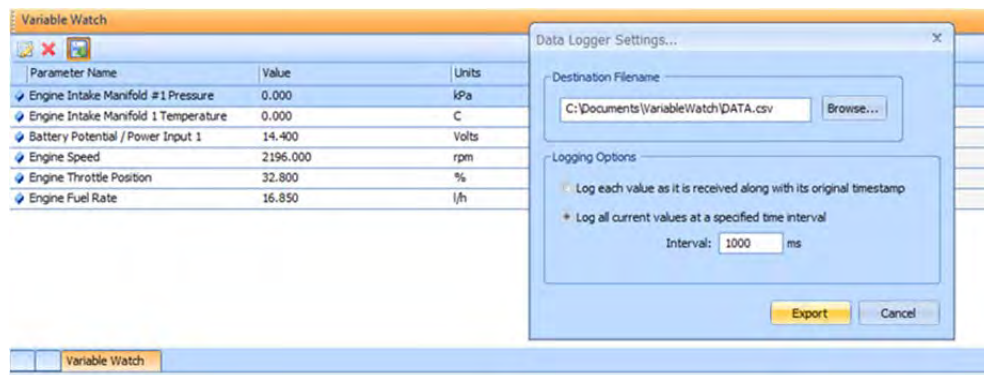 Variable Watch
Parameter Name Value Units
Engine Intake Manifold #1 Pressure 0.000 kPa
Engine Intake Manifold 1 Temperature 0.000 C
Battery Potential / Power Input 1 14.400 Volts
Engine Speed 2196.000 rpm
Engine Throttle Position 32.800 %
Engine Fuel Rate 16.850 l/h
Data Logger Settings...
Destination Filename
C:\Documents\VariableWatch\DATA.csv Browse...
Logging Options
Log each value as it is received along with its original timestamp
Log all current values at a specified time interval
Interval: 1000 ms
Export Cancel
Variable Watch